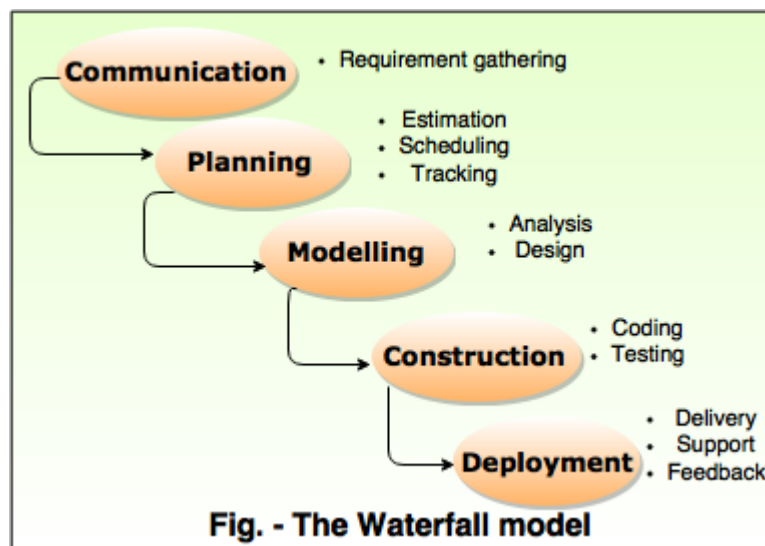 Communication
• Requirement gathering
Planning
• Estimation
• Scheduling
• Tracking
Modelling
• Analysis
• Design
Construction
• Coding
• Testing
Deployment
• Delivery
• Support
• Feedback
Fig. - The Waterfall model